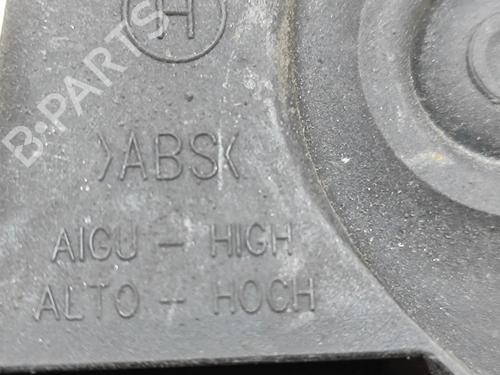 H
B-PARTS
>ABS<
AIGU - HIGH
ALTO - HOCH